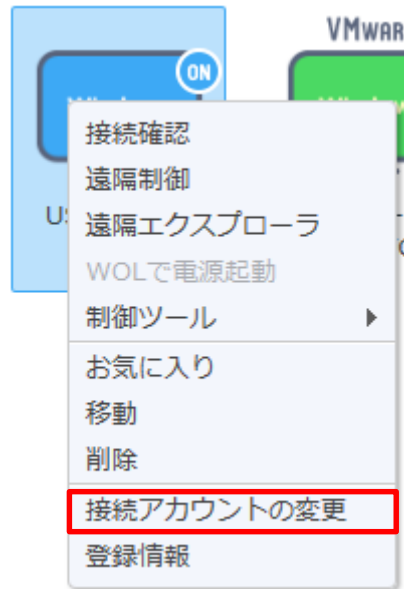 VMWAR
ON
接続確認
遠隔制御
遠隔エクスプローラ
WOLで電源起動
制御ツール
お気に入り
移動
削除
接続アカウントの変更
登録情報